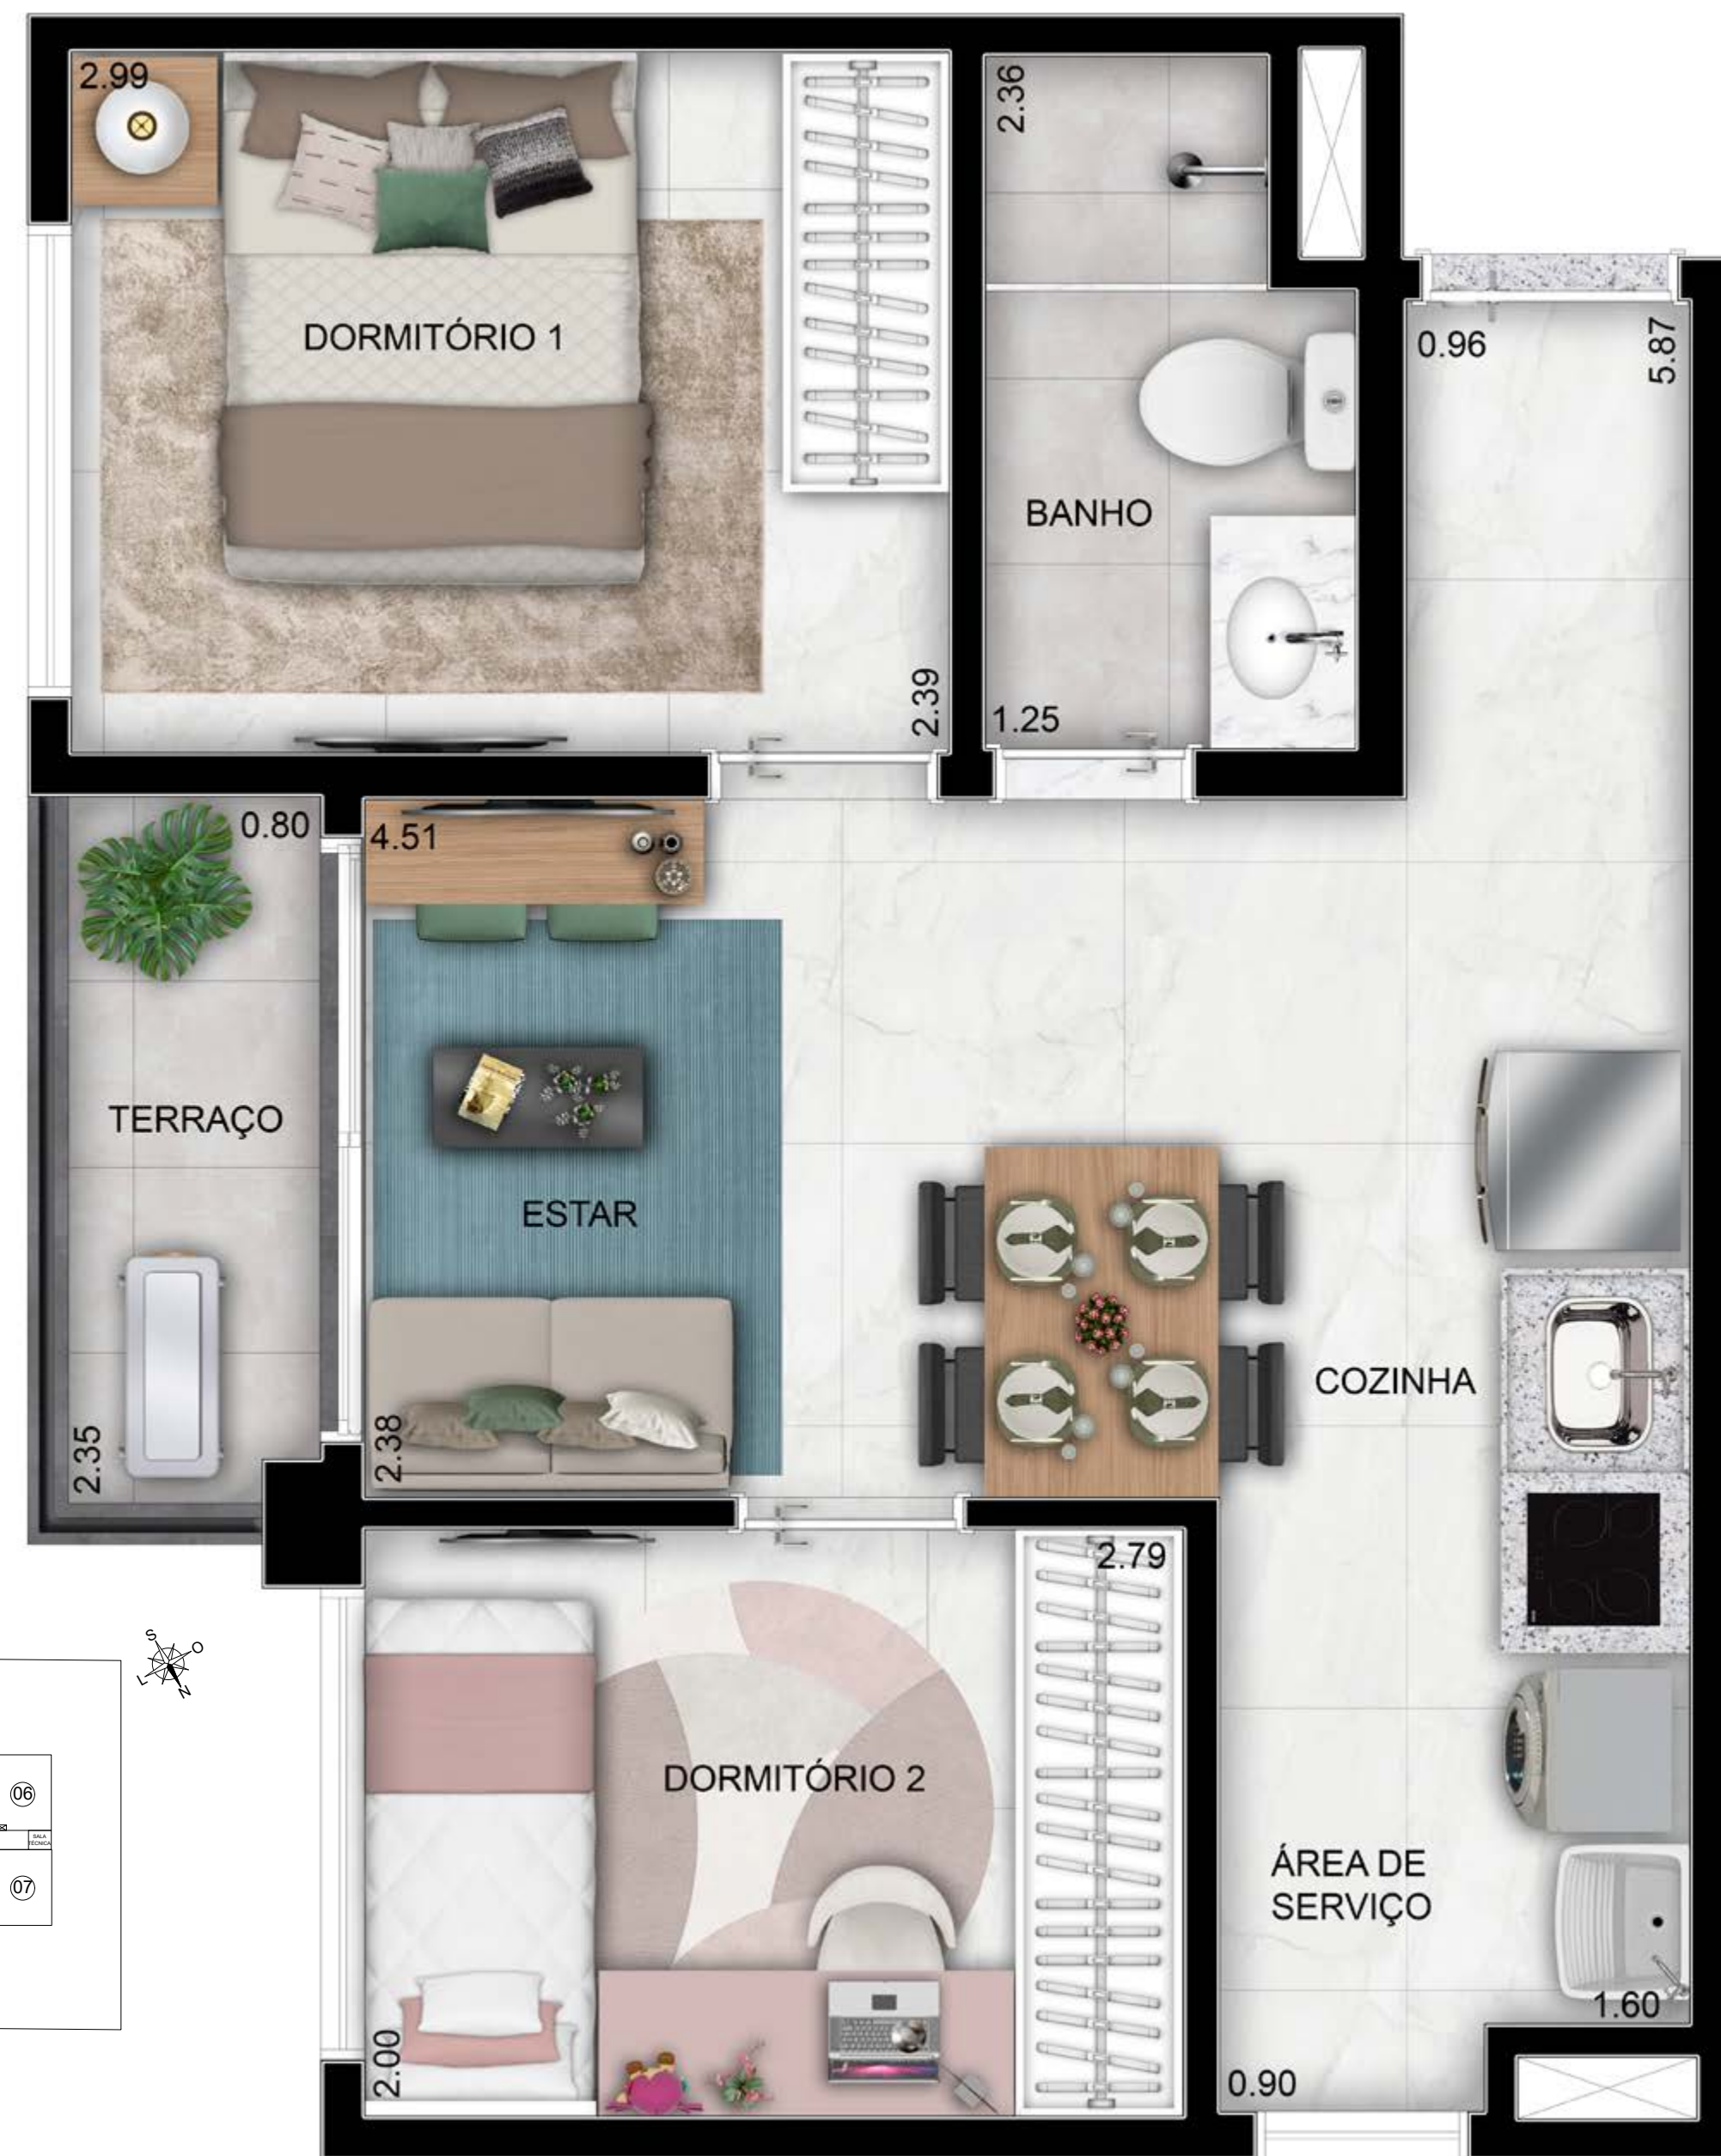 2.99
2.36
DORMITÓRIO 1
0.96
5.87
BANHO
2.39
1.25
0.80
4.51
TERRAÇO
ESTAR
COZINHA
2.35
2.38
2.79
S
O
L
N
DORMITÓRIO 2
06
SALA
TÉCNICA
07
ÁREA DE
SERVIÇO
1.60
2.00
0.90